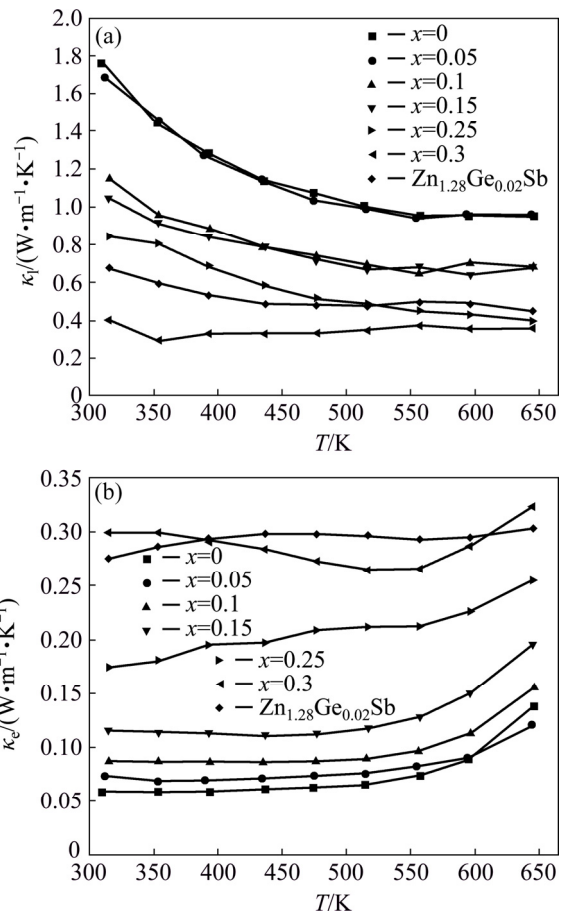 (a)
x=0
x=0.05
x=0.1
x=0.15
x=0.25
x=0.3
Zn1.28Ge0.02Sb
2.0
1.8
1.6
1.4
1.2
1.0
0.8
0.6
0.4
0.2
0
κl/(W•m−1•K−1)
300 350 400 450 500 550 600 650
T/K
(b)
0.35
0.30
0.25
0.20
0.15
0.10
0.05
0
κe/(W•m−1•K−1)
x=0
x=0.05
x=0.1
x=0.15
x=0.25
x=0.3
Zn1.28Ge0.02Sb
300 350 400 450 500 550 600 650
T/K